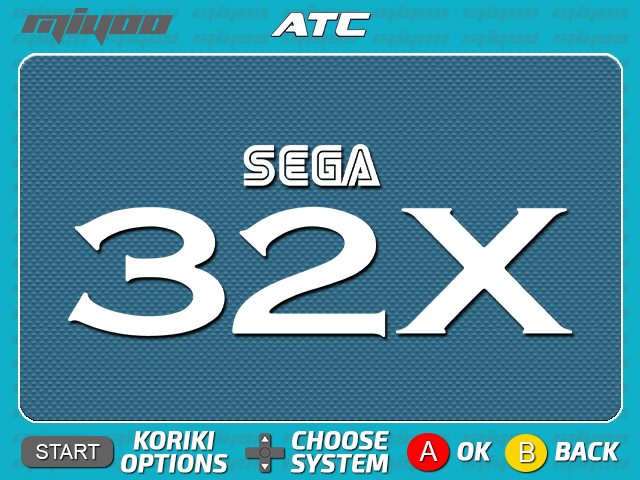 miyoo
ATC
SEGA
32X
START
KORIKI
OPTIONS
CHOOSE
SYSTEM
A
OK
B
BACK